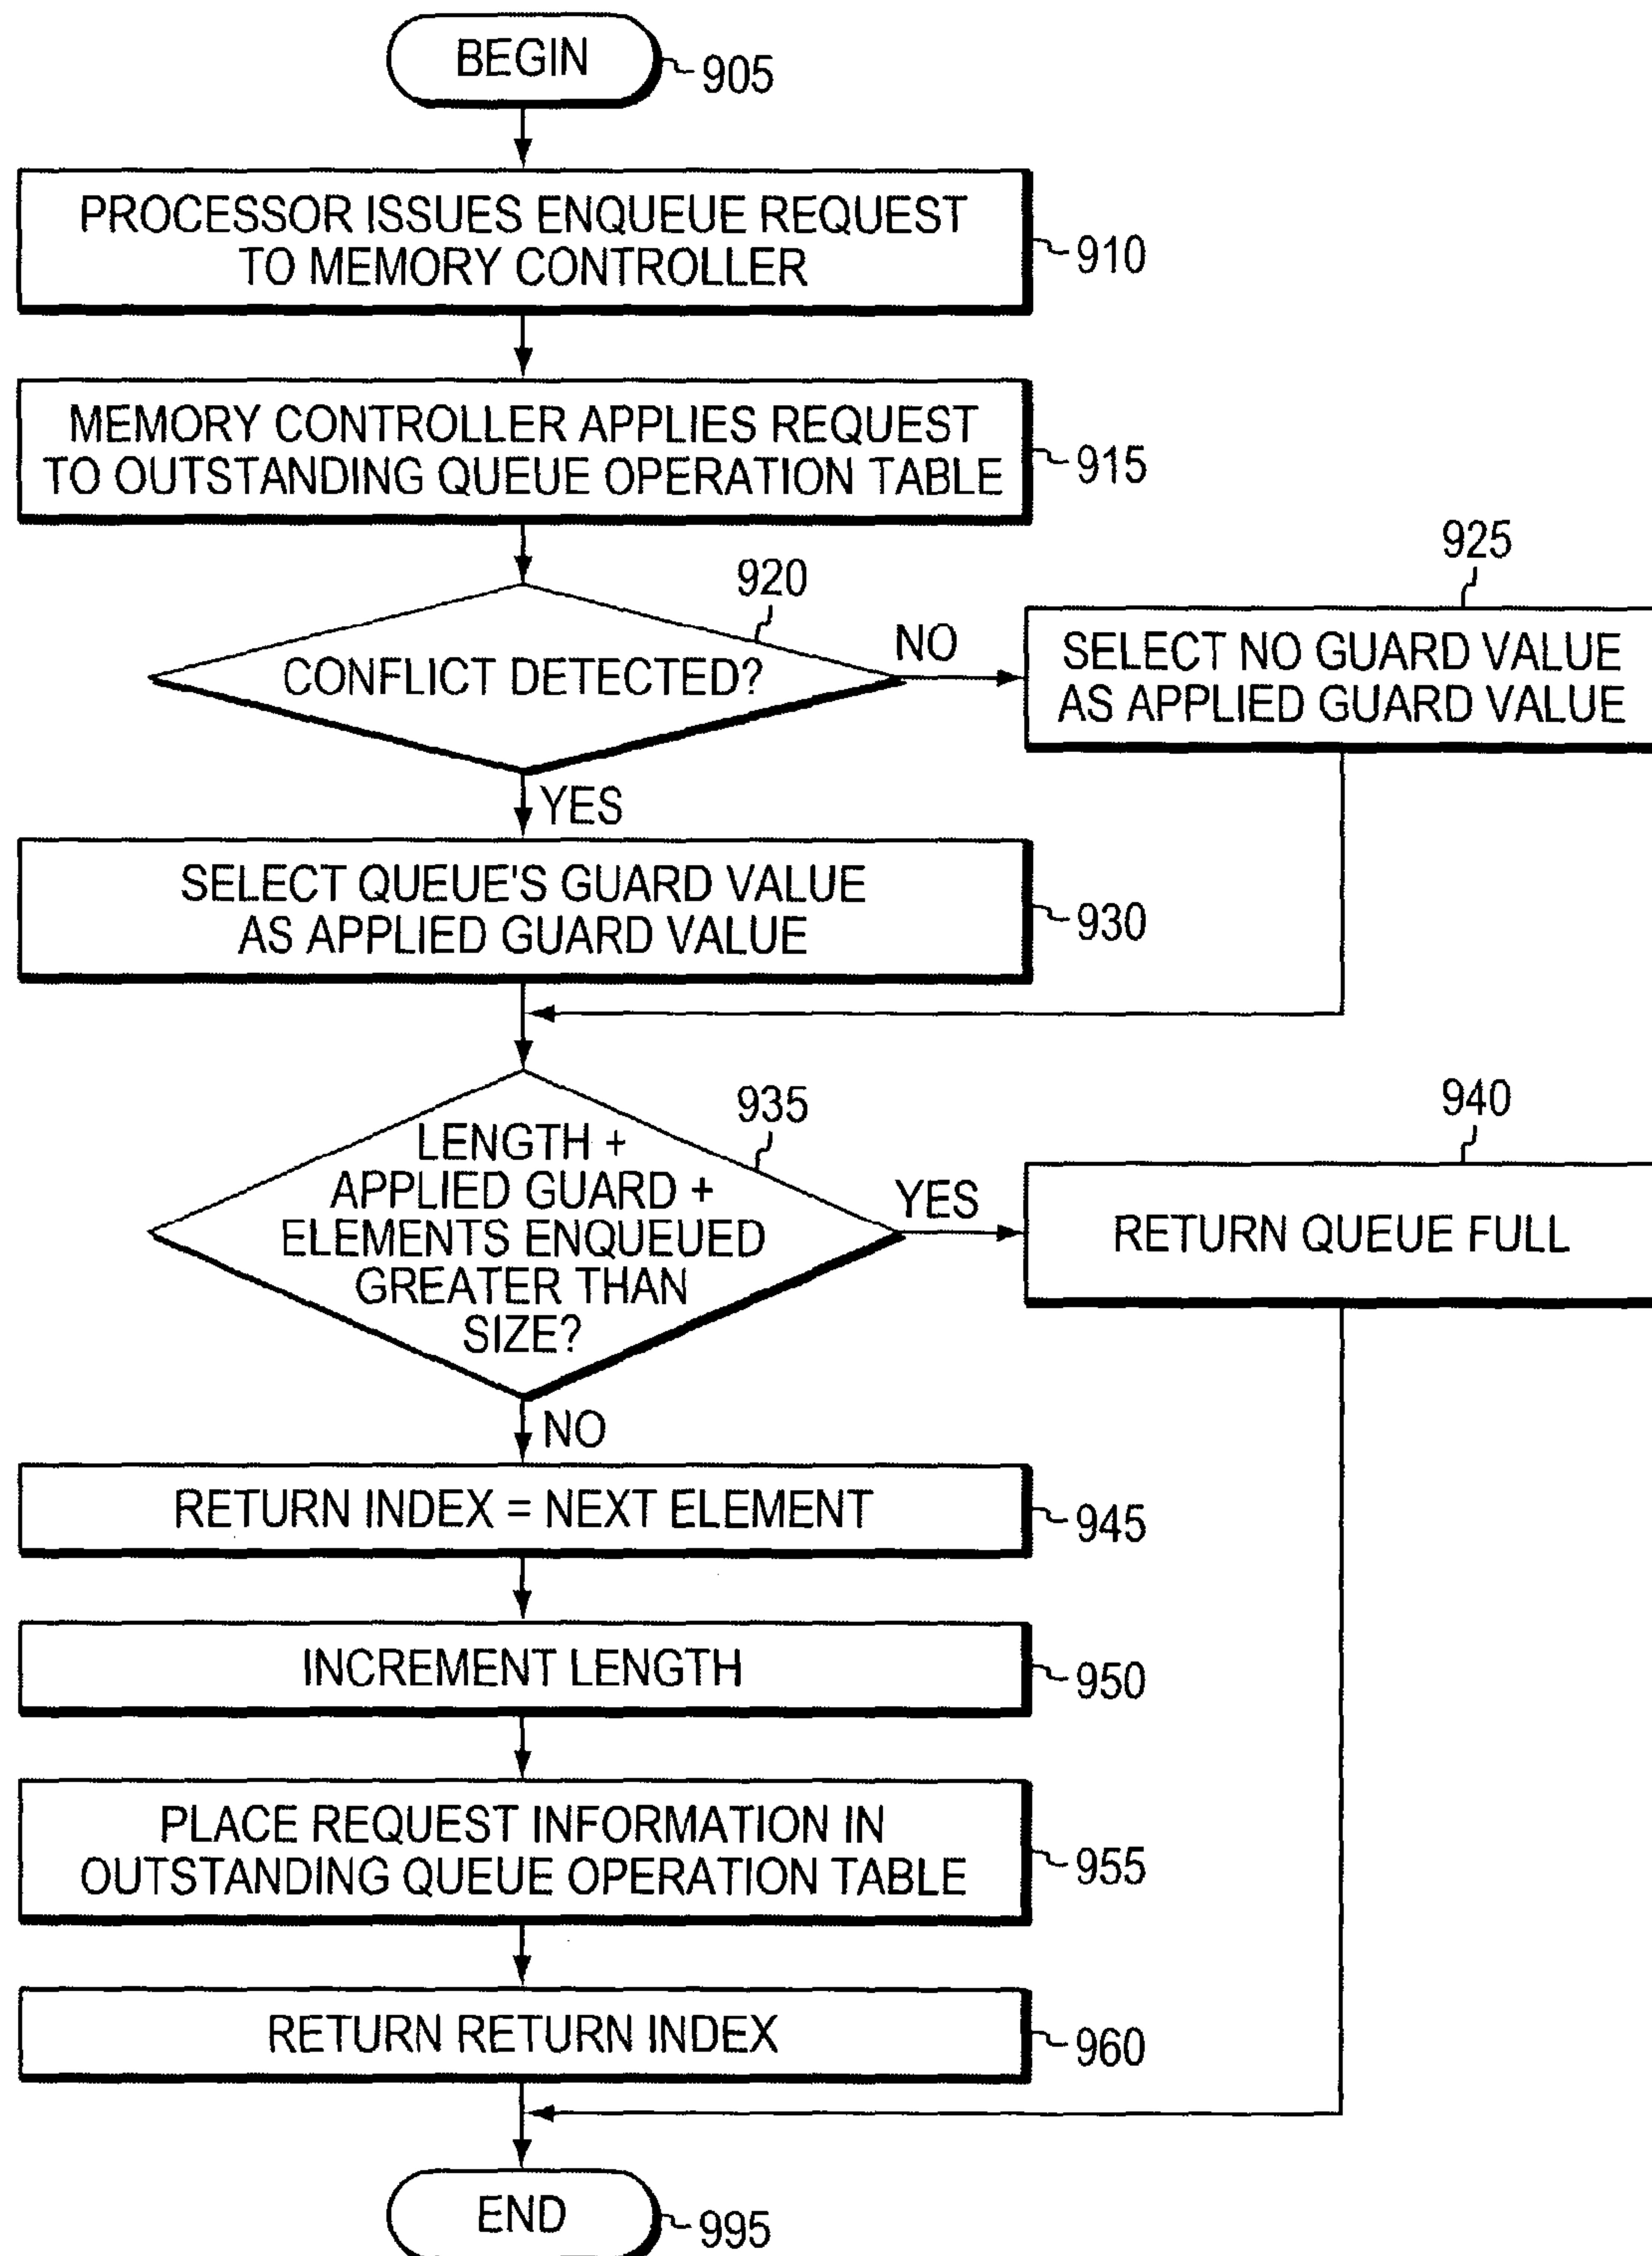 BEGIN
905
PROCESSOR ISSUES ENQUEUE REQUEST
TO MEMORY CONTROLLER
910
MEMORY CONTROLLER APPLIES REQUEST
TO OUTSTANDING QUEUE OPERATION TABLE
915
920
CONFLICT DETECTED?
NO
925
SELECT NO GUARD VALUE
AS APPLIED GUARD VALUE
YES
SELECT QUEUE'S GUARD VALUE
AS APPLIED GUARD VALUE
930
935
LENGTH +
APPLIED GUARD +
ELEMENTS ENQUEUED
GREATER THAN
SIZE?
YES
940
RETURN QUEUE FULL
NO
RETURN INDEX = NEXT ELEMENT
945
INCREMENT LENGTH
950
PLACE REQUEST INFORMATION IN
OUTSTANDING QUEUE OPERATION TABLE
955
RETURN RETURN INDEX
960
END
995